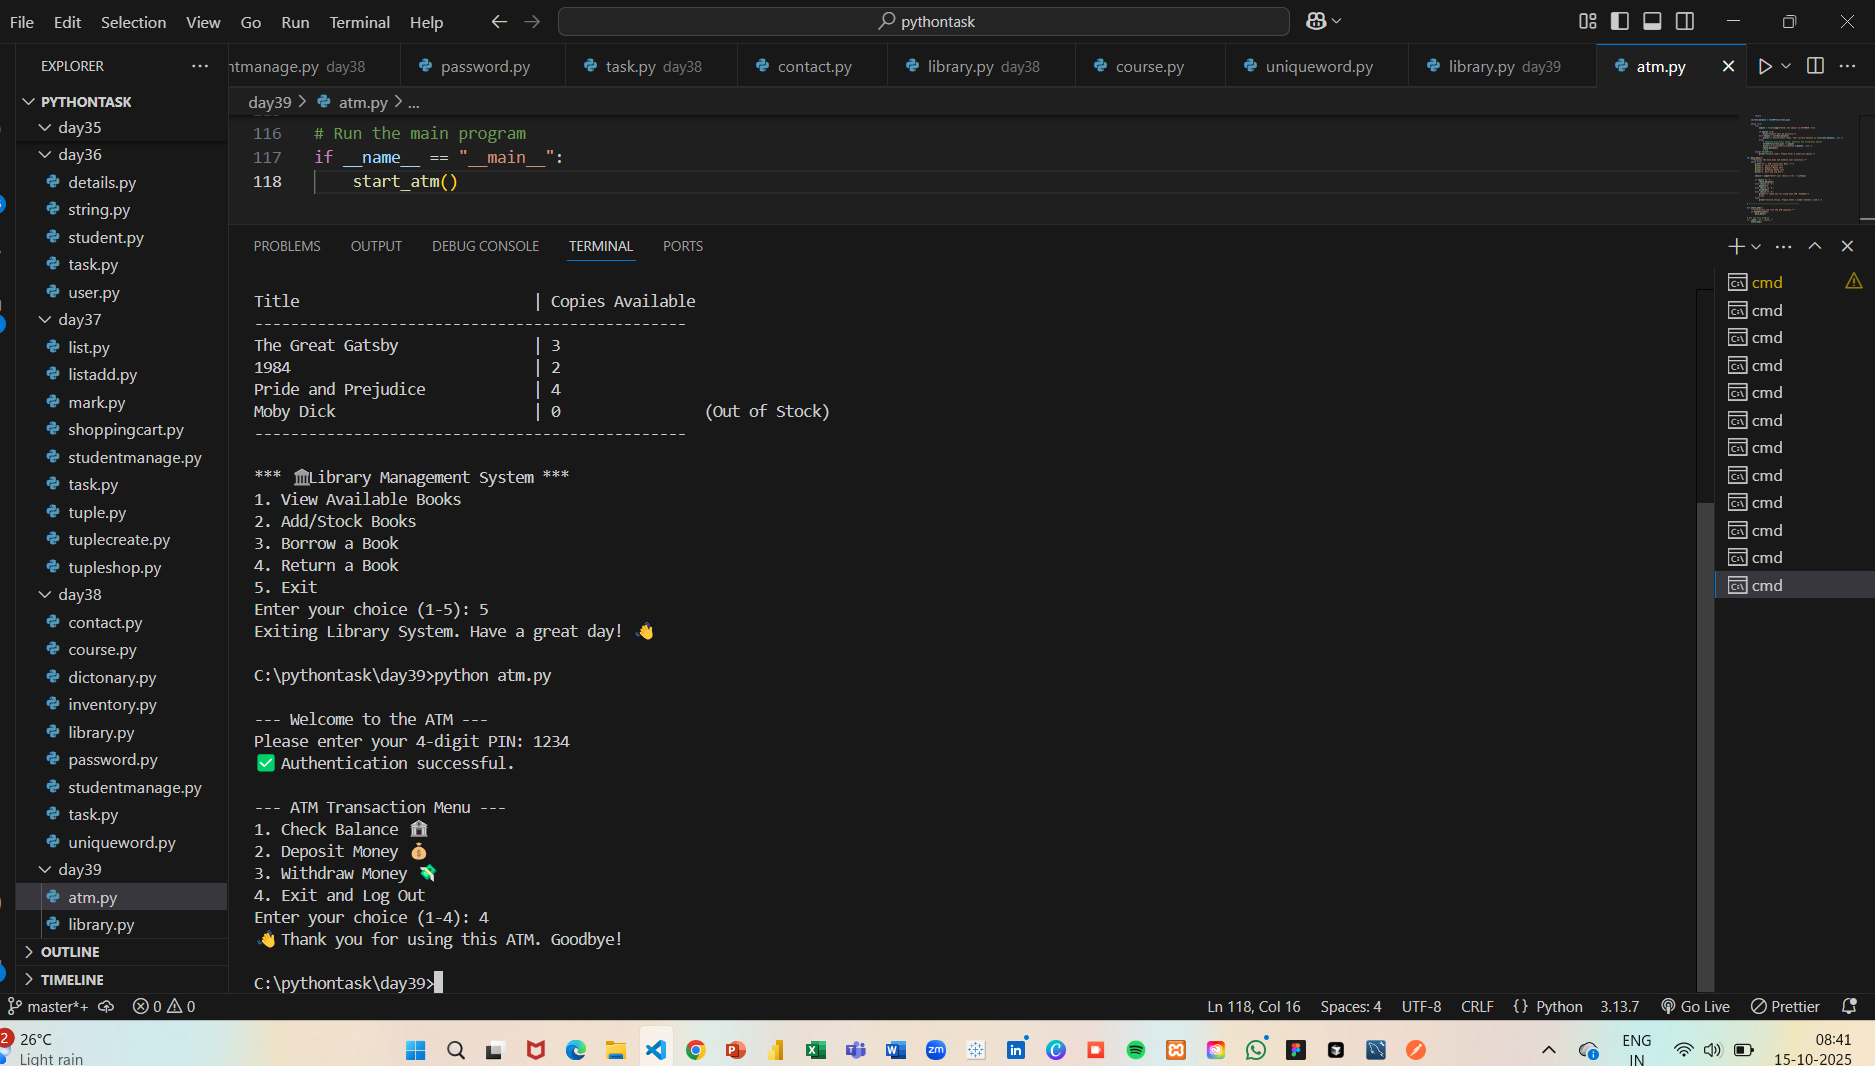 File Edit Selection View Go Run Terminal Help
pythontask
EXPLORER
ntmanage.py day38
password.py
task.py day38
contact.py
library.py day38
course.py
uniqueword.py
library.py day39
atm.py
PYTHONTASK
day35
day36
details.py
string.py
student.py
task.py
user.py
day37
list.py
listadd.py
mark.py
shoppingcart.py
studentmanage.py
task.py
tuple.py
tuplecreate.py
tupleshop.py
day38
contact.py
course.py
dictonary.py
inventory.py
library.py
password.py
studentmanage.py
task.py
uniqueword.py
day39
atm.py
library.py
OUTLINE
TIMELINE
day39 > atm.py > ...
116 # Run the main program
117 if __name__ == "__main__":
118 start_atm()
PROBLEMS OUTPUT DEBUG CONSOLE TERMINAL PORTS
Title | Copies Available
------------------------------------------------
The Great Gatsby | 3
1984 | 2
Pride and Prejudice | 4
Moby Dick | 0 (Out of Stock)
------------------------------------------------
*** 🏛️Library Management System ***
1. View Available Books
2. Add/Stock Books
3. Borrow a Book
4. Return a Book
5. Exit
Enter your choice (1-5): 5
Exiting Library System. Have a great day! 👋
C:\pythontask\day39>python atm.py
--- Welcome to the ATM ---
Please enter your 4-digit PIN: 1234
✅ Authentication successful.
--- ATM Transaction Menu ---
1. Check Balance 🏦
2. Deposit Money 💰
3. Withdraw Money 💸
4. Exit and Log Out
Enter your choice (1-4): 4
👋 Thank you for using this ATM. Goodbye!
C:\pythontask\day39>
cmd
cmd
cmd
cmd
cmd
cmd
cmd
cmd
cmd
cmd
cmd
cmd
master*+ 0 0
Ln 118, Col 16 Spaces: 4 UTF-8 CRLF {} Python 3.13.7 Go Live Prettier
2
26°C
Light rain
ENG
IN
08:41
15-10-2025